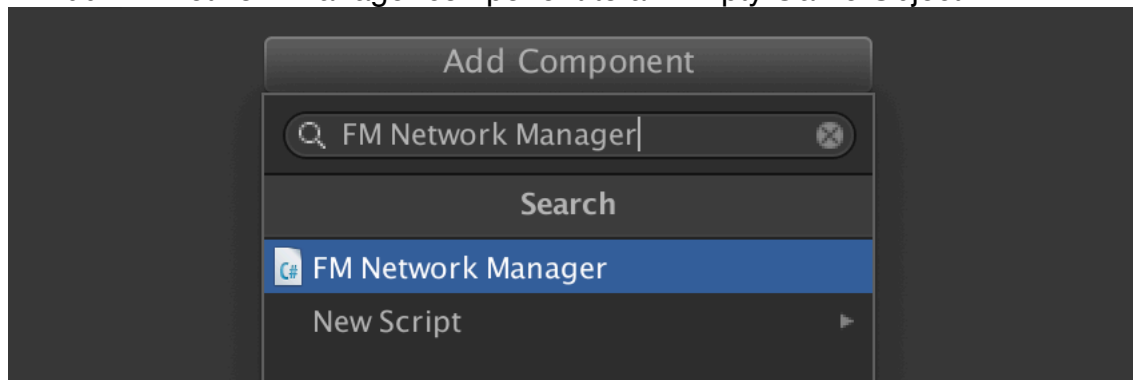 Add Component
FM Network Manager
Search
C# FM Network Manager
New Script